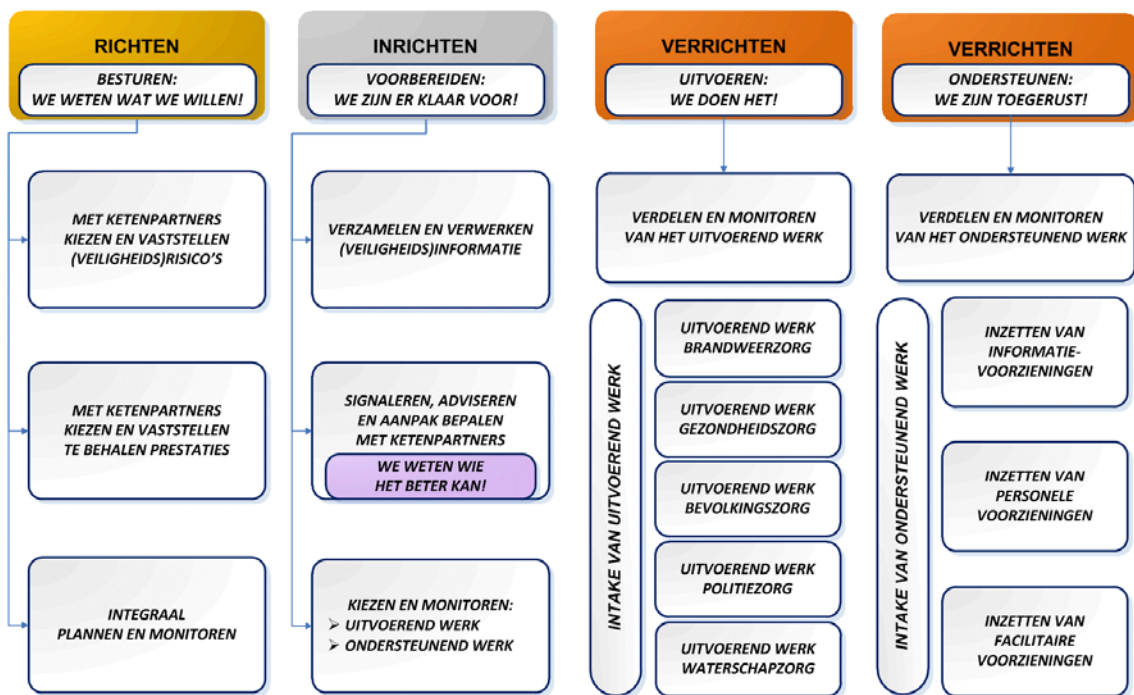 RICHTEN
BESTUREN:
WE WETEN WAT WE WILLEN!
MET KETENPARTNERS
KIEZEN EN VASTSTELLEN
(VEILIGHEIDS)RISICO'S
MET KETENPARTNERS
KIEZEN EN VASTSTELLEN
TE BEHALEN PRESTATIES
INTEGRAAL
PLANNEN EN MONITOREN
INRICHTEN
VOORBEREIDEN:
WE ZIJN ER KLAAR VOOR!
VERZAMELEN EN VERWERKEN
(VEILIGHEIDS)INFORMATIE
SIGNALEREN, ADVISEREN
EN AANPAK BEPALEN
MET KETENPARTNERS
WE WETEN WIE
HET BETER KAN!
KIEZEN EN MONITOREN:
➢ UITVOEREND WERK
➢ ONDERSTEUNEND WERK
VERRICHTEN
UITVOEREN:
WE DOEN HET!
VERDELEN EN MONITOREN
VAN HET UITVOEREND WERK
INTAKE VAN UITVOEREND WERK
UITVOEREND WERK
BRANDWEERZORG
UITVOEREND WERK
GEZONDHEIDSZORG
UITVOEREND WERK
BEVOLKINGSZORG
UITVOEREND WERK
POLITIEZORG
UITVOEREND WERK
WATERSCHAPZORG
VERRICHTEN
ONDERSTEUNEN:
WE ZIJN TOEGERUST!
VERDELEN EN MONITOREN
VAN HET ONDERSTEUNEND WERK
INTAKE VAN ONDERSTEUNEND WERK
INZETTEN VAN
INFORMATIE-
VOORZIENINGEN
INZETTEN VAN
PERSONELE
VOORZIENINGEN
INZETTEN VAN
FACILITAIRE
VOORZIENINGEN